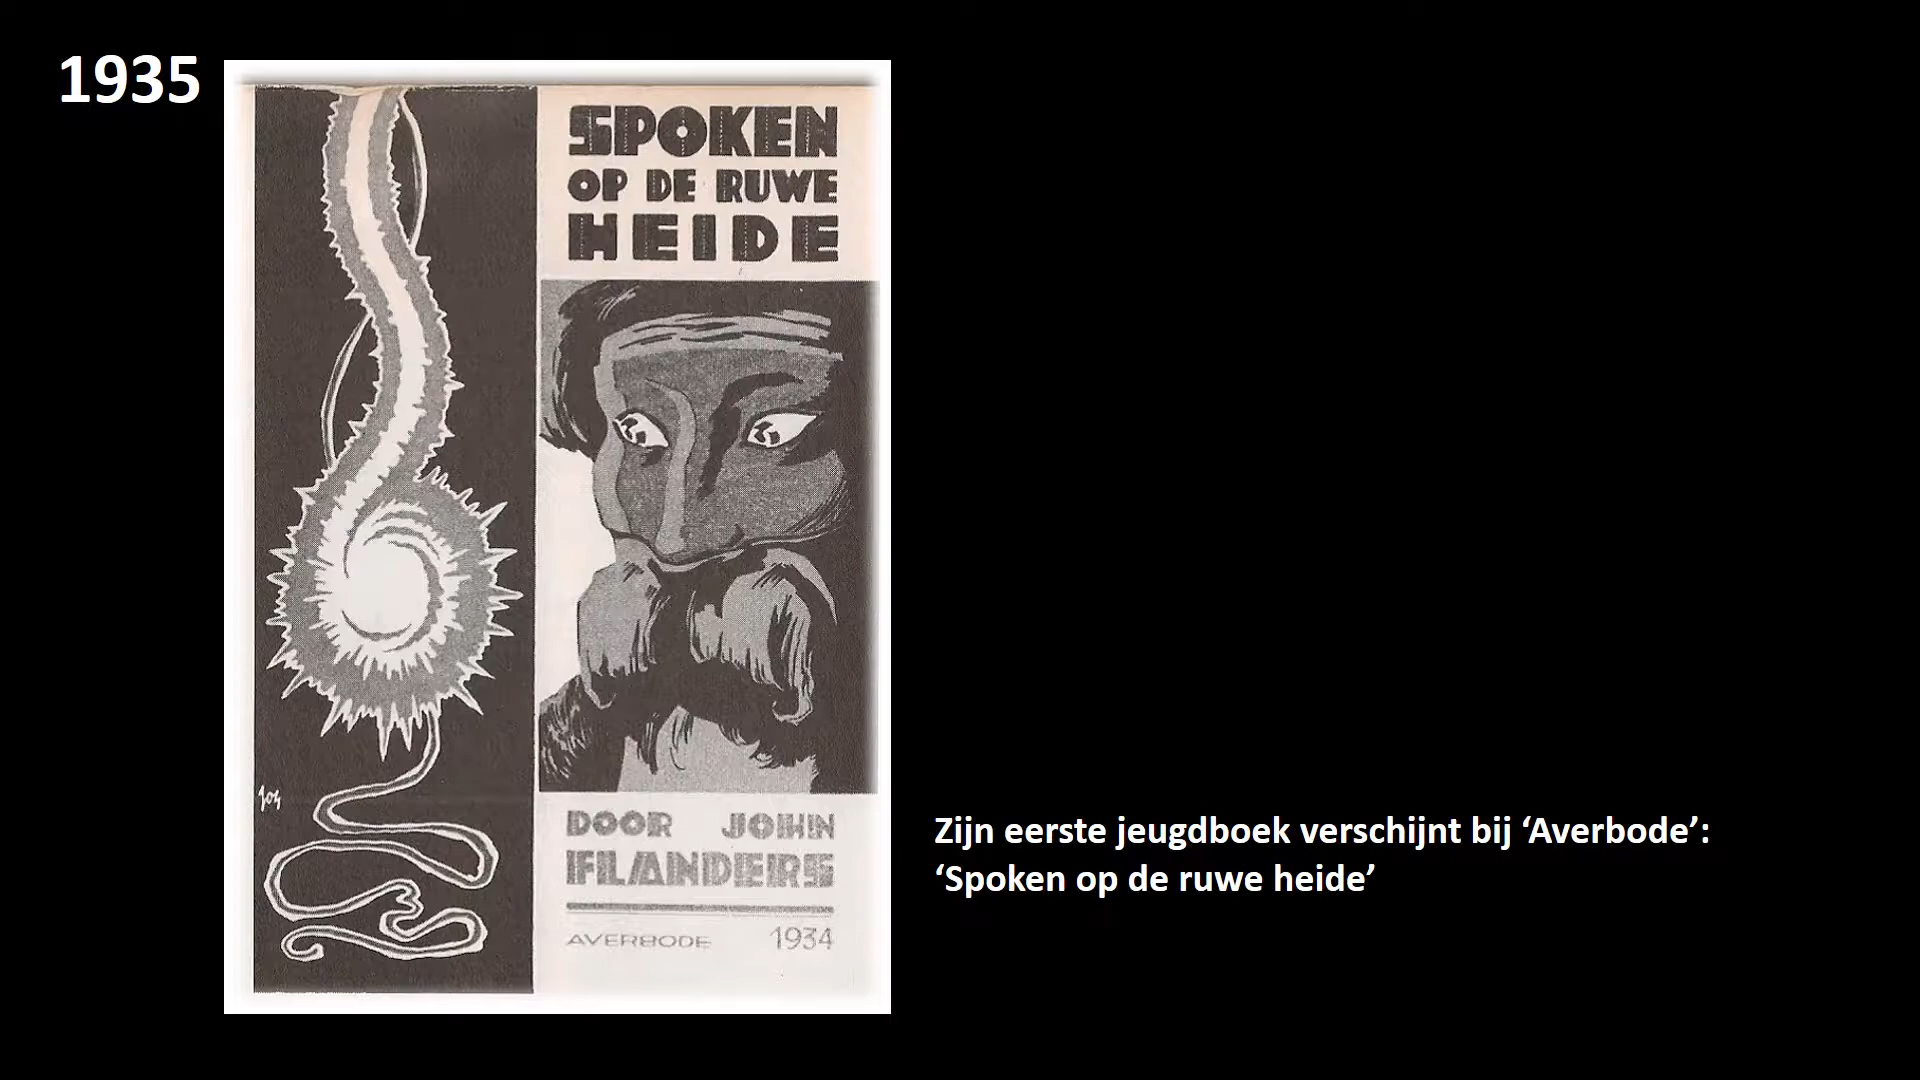 1935
SPOKEN
OP DE RUWE
HEIDE
DOOR JOHN
FLANDERS
AVERBODE 1934
Joz
Zijn eerste jeugdboek verschijnt bij ‘Averbode’:
‘Spoken op de ruwe heide’